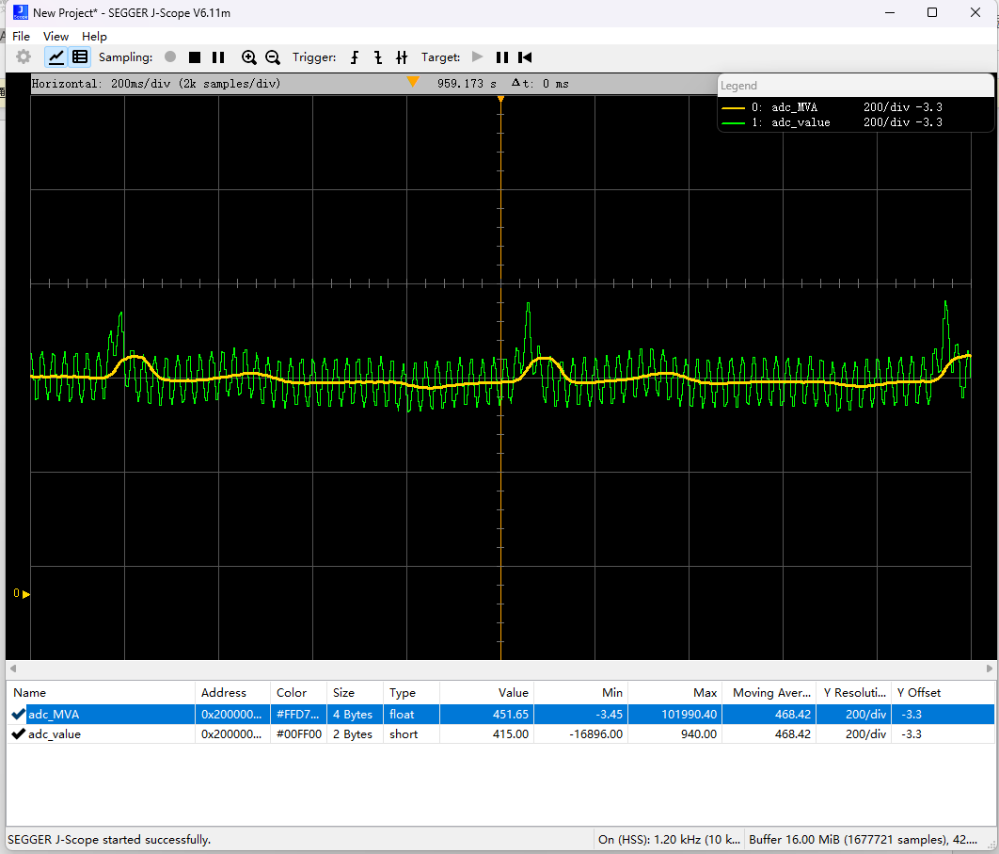 New Project* - SEGGER J-Scope V6.11m
File View Help
Sampling: Trigger: Target:
Horizontal: 200ms/div (2k samples/div) 959.173 s Δt: 0 ms
Legend
0: adc_MVA 200/div -3.3
1: adc_value 200/div -3.3
0
Name Address Color Size Type Value Min Max Moving Aver... Y Resoluti... Y Offset
adc_MVA 0x200000... #FFD7... 4 Bytes float 451.65 -3.45 101990.40 468.42 200/div -3.3
adc_value 0x200000... #00FF00 2 Bytes short 415.00 -16896.00 940.00 468.42 200/div -3.3
SEGGER J-Scope started successfully. On (HSS): 1.20 kHz (10 k... Buffer 16.00 MiB (1677721 samples), 42....